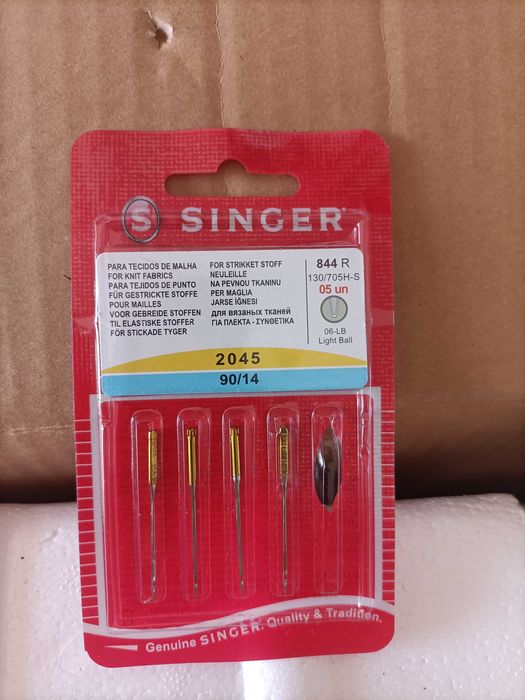 S SINGER®
PARA TECIDOS DE MALHA
FOR KNIT FABRICS
PARA TEJIDOS DE PUNTO
FÜR GESTRICKTE STOFFE
POUR MAILLES
VOOR GEBREIDE STOFFEN
TIL ELASTISKE STOFFER
FÖR STICKADE TYGER
FOR STRIKKET STOFF
NEULEILLE
NA PEVNOU TKANINU
PER MAGLIA
JARSE IĞNESI
для вязаных тканей
ΓΙΑ ΠΛΕΚΤΑ - ΣΥΝΘΕΤΙΚΑ
844 R
130/705H-S
05 un
06-LB
Light Ball
2045
90/14
Genuine SINGER. Quality & Tradition.